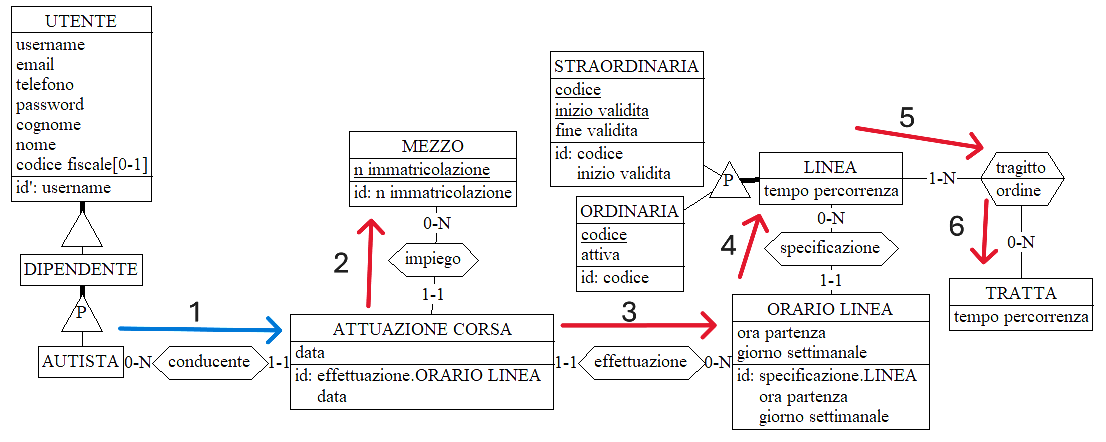 UTENTE
username
email
telefono
password
cognome
nome
codice fiscale[0-1]
id': username
DIPENDENTE
P
AUTISTA
0-N
conducente
1-1
1
MEZZO
n immatricolazione
id: n immatricolazione
0-N
impiego
1-1
2
ATTUAZIONE CORSA
data
id: effettuazione.ORARIO LINEA
data
3
1-1
effettuazione
0-N
STRAORDINARIA
codice
inizio validita
fine validita
id: codice
inizio validita
P
ORDINARIA
codice
attiva
id: codice
4
LINEA
tempo percorrenza
0-N
specificazione
1-1
ORARIO LINEA
ora partenza
giorno settimanale
id: specificazione.LINEA
ora partenza
giorno settimanale
5
1-N
tragitto
ordine
6
0-N
TRATTA
tempo percorrenza